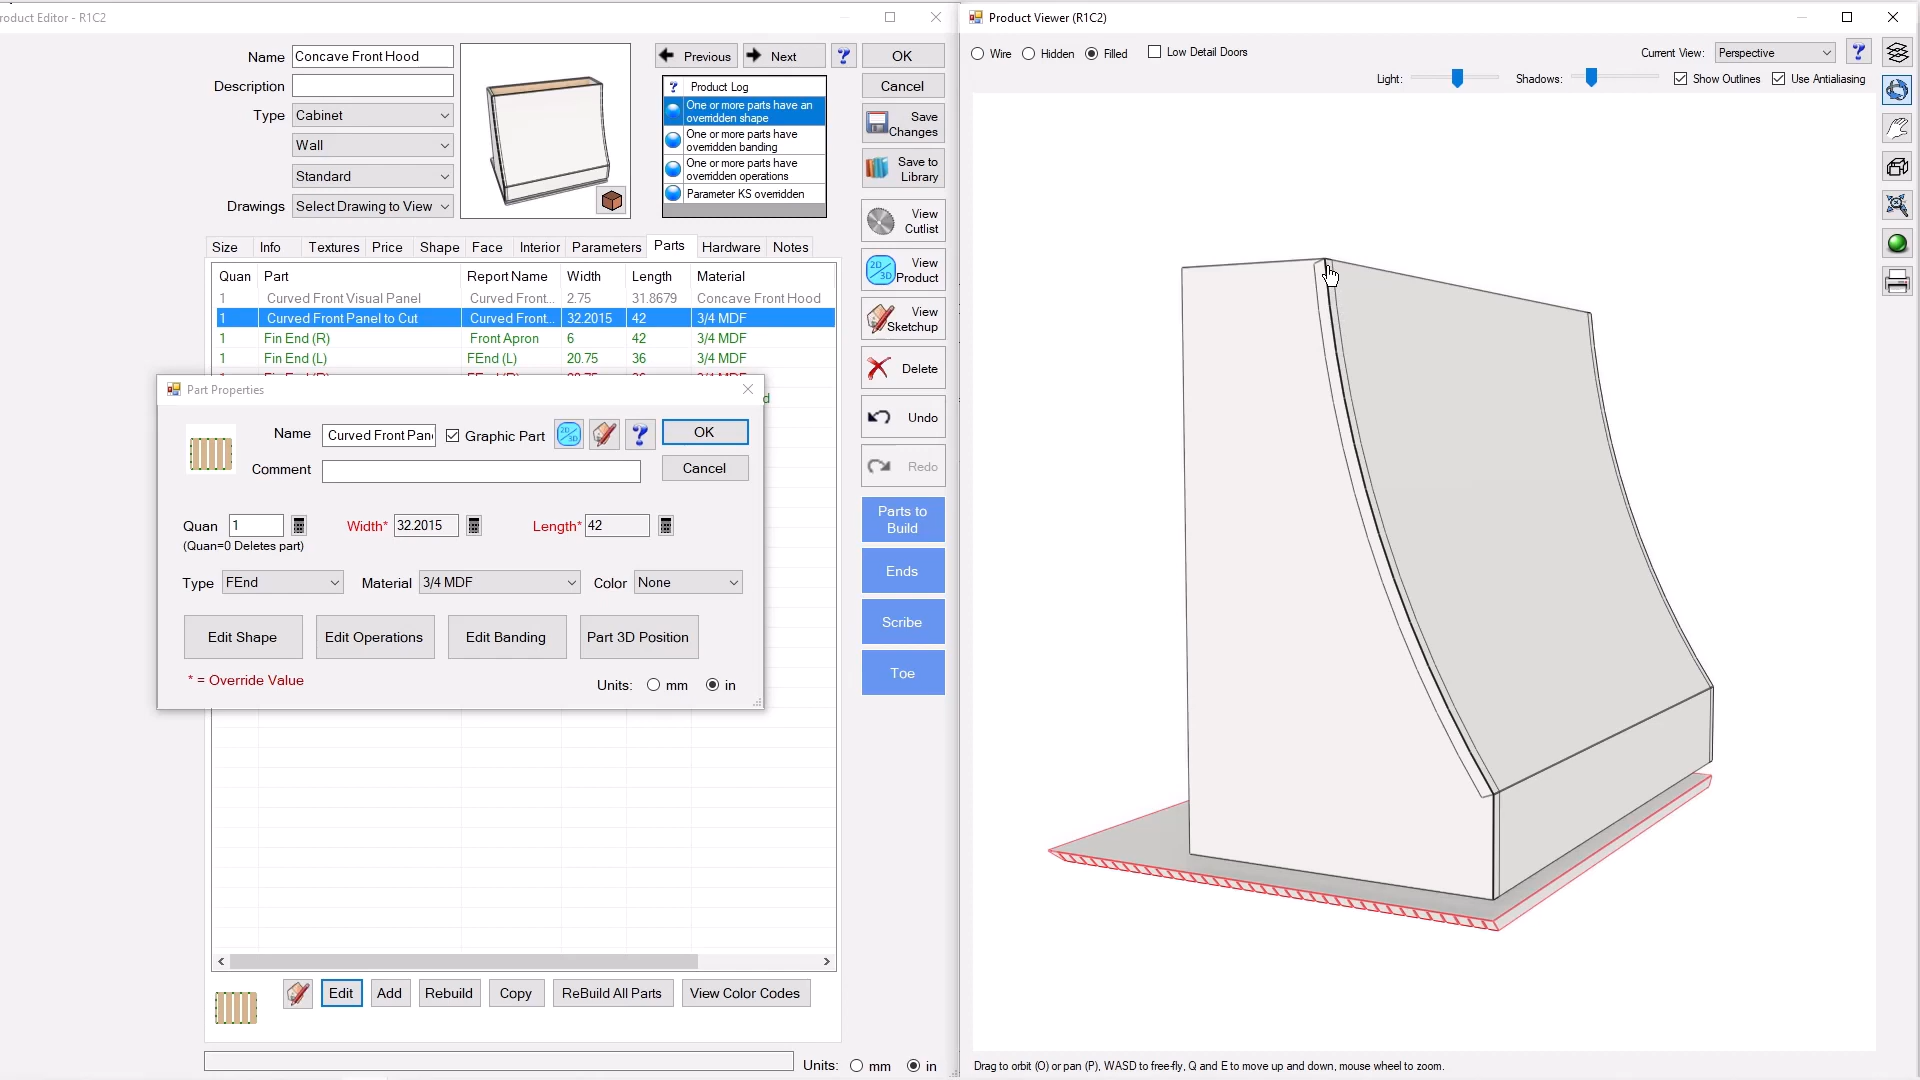 roduct Editor - R1C2
Name Concave Front Hood
Description
Type Cabinet
Wall
Standard
Drawings Select Drawing to View
Previous
Next
?
OK
Cancel
? Product Log
One or more parts have an
overridden shape
One or more parts have
overridden banding
One or more parts have
overridden operations
Parameter KS overridden
Save
Changes
Save to
Library
View
Cutlist
2D
3D
View
Product
View
Sketchup
Delete
Undo
Redo
Parts to
Build
Ends
Scribe
Toe
Size Info Textures Price Shape Face Interior Parameters Parts Hardware Notes
Quan Part Report Name Width Length Material
1 Curved Front Visual Panel Curved Front... 2.75 31.8679 Concave Front Hood
1 Curved Front Panel to Cut Curved Front... 32.2015 42 3/4 MDF
1 Fin End (R) Front Apron 6 42 3/4 MDF
1 Fin End (L) FEnd (L) 20.75 36 3/4 MDF
Part Properties
Name Curved Front Pan
Graphic Part
2D
3D
?
OK
Comment
Cancel
Quan 1
Width* 32.2015
Length* 42
(Quan=0 Deletes part)
Type FEnd
Material 3/4 MDF
Color None
Edit Shape
Edit Operations
Edit Banding
Part 3D Position
* = Override Value
Units: mm in
< >
Edit Add Rebuild Copy ReBuild All Parts View Color Codes
Units: mm in
Product Viewer (R1C2)
Wire Hidden Filled Low Detail Doors
Current View: Perspective ?
Light: Shadows: Show Outlines Use Antialiasing
Drag to orbit (O) or pan (P), WASD to free-fly, Q and E to move up and down, mouse wheel to zoom.